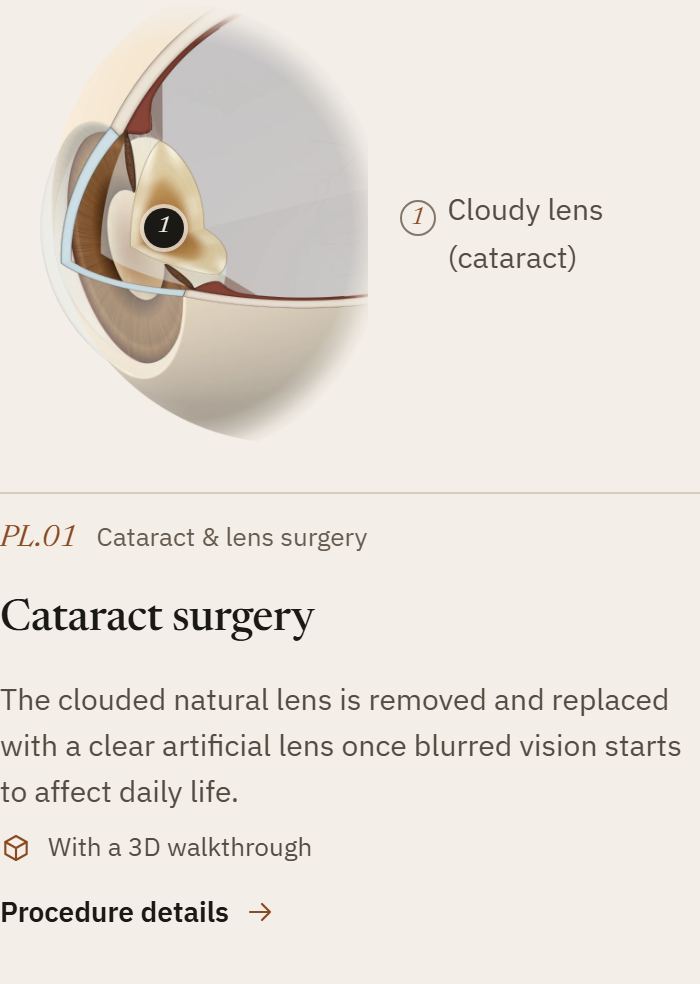 1
1 Cloudy lens
(cataract)
PL.01 Cataract & lens surgery
Cataract surgery
The clouded natural lens is removed and replaced
with a clear artificial lens once blurred vision starts
to affect daily life.
With a 3D walkthrough
Procedure details →